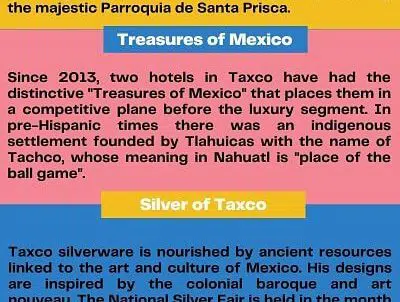 the majestic Parroquia de Santa Prisca.
Treasures of Mexico
Since 2013, two hotels in Taxco have had the
distinctive "Treasures of Mexico" that places them in
a competitive plane before the luxury segment. In
pre-Hispanic times there was an indigenous
settlement founded by Tlahuicas with the name of
Tachco, whose meaning in Nahuatl is "place of the
ball game".
Silver of Taxco
Taxco silverware is nourished by ancient resources
linked to the art and culture of Mexico. His designs
are inspired by the colonial baroque and art
nouveau. The National Silver Fair is held in the month